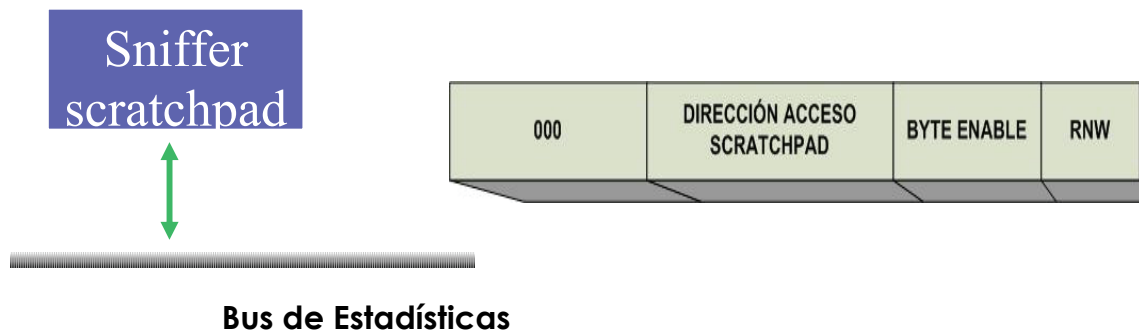 Sniffer
scratchpad
000
DIRECCIÓN ACCESO
SCRATCHPAD
BYTE ENABLE
RNW
Bus de Estadísticas